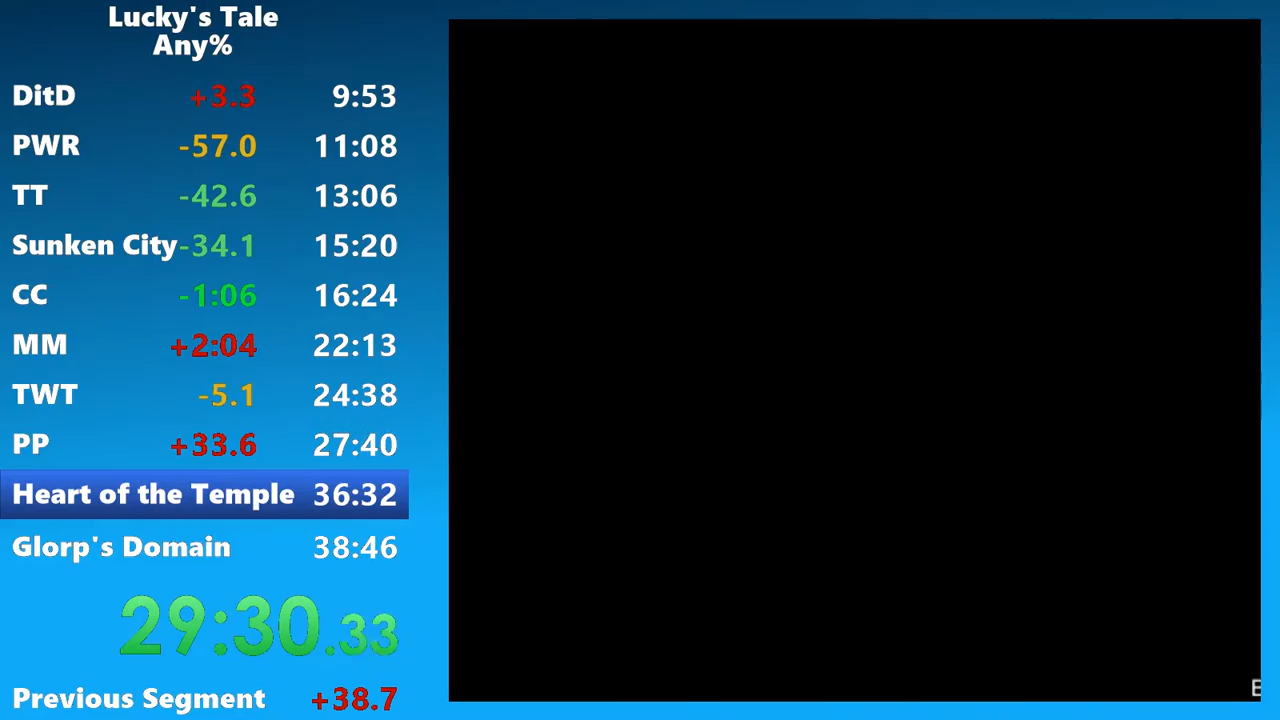 Lucky's Tale
Any%
DitD +3.3 9:53
PWR -57.0 11:08
TT -42.6 13:06
Sunken City -34.1 15:20
CC -1:06 16:24
MM +2:04 22:13
TWT -5.1 24:38
PP +33.6 27:40
Heart of the Temple 36:32
Glorp's Domain 38:46
29:30.33
Previous Segment +38.7